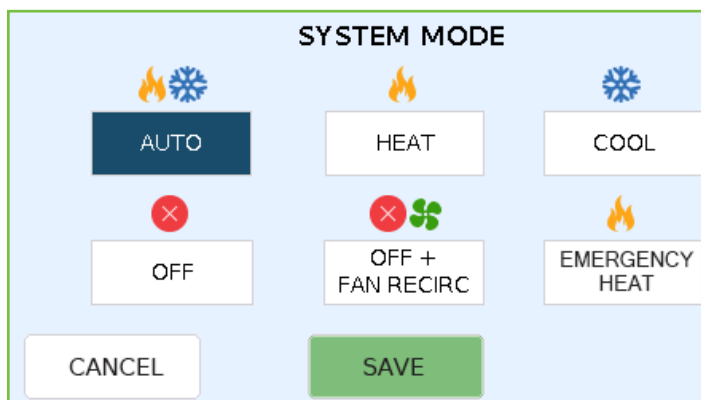 SYSTEM MODE
AUTO
HEAT
COOL
OFF
OFF +
FAN RECIRC
EMERGENCY
HEAT
CANCEL
SAVE